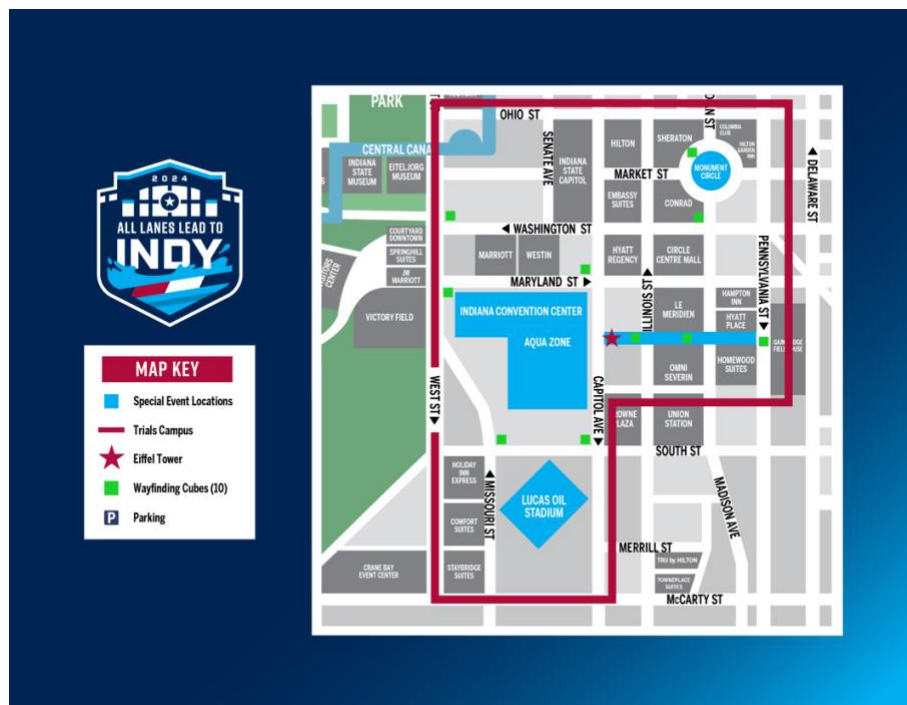 2024
ALL LANES LEAD TO
INDY
MAP KEY
Special Event Locations
Trials Campus
Eiffel Tower
Wayfinding Cubes (10)
P
Parking
PARK
OHIO ST
CENTRAL CANA
INDIANA
STATE
MUSEUM
EITELJORG
MUSEUM
SENATE AVE
INDIANA
STATE
CAPITOL
HILTON
SHERATON
COLUMBIA
CLUB
HILTON
GARDEN
INN
MONUMENT
CIRCLE
MARKET ST
DELAWARE ST
EMBASSY
SUITES
CONRAD
WASHINGTON ST
COURTYARD
DOWNTOWN
SPRINGHILL
SUITES
JW
MARRIOTT
CENTER
MARRIOTT
WESTIN
HYATT
REGENCY
CIRCLE
CENTRE MALL
PENNSYLVANIA ST
MARYLAND ST
ILLINOIS ST
VICTORY FIELD
INDIANA CONVENTION CENTER
AQUA ZONE
LE
MERIDIEN
HAMPTON
INN
HYATT
PLACE
HOMEWOOD
SUITES
OMNI
SEVERIN
WEST ST
CAPITOL AVE
ROWNE
PLAZA
UNION
STATION
SOUTH ST
HOLIDAY
INN
EXPRESS
MISSOURI ST
LUCAS OIL
STADIUM
MADISON AVE
COMFORT
SUITES
MERRILL ST
CRANE BAY
EVENT CENTER
STAYBRIDGE
SUITES
TRU by HILTON
TOWNEPLACE
SUITES
McCARTY ST